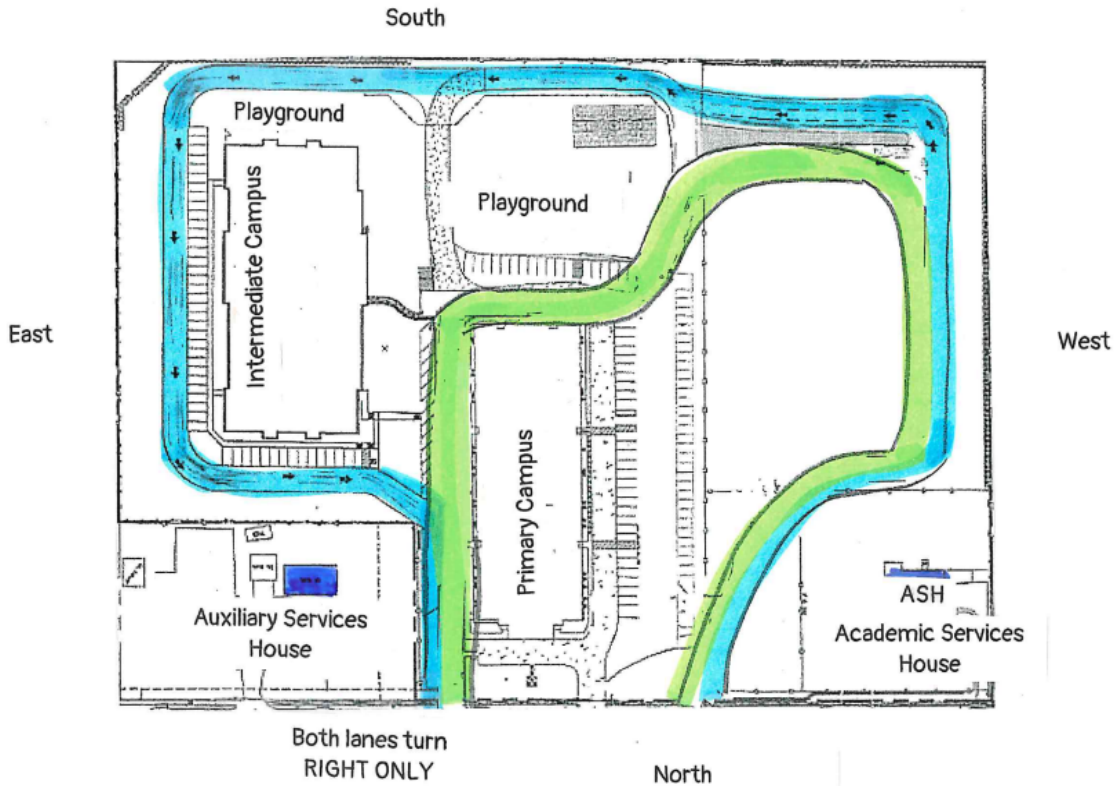 South
Playground
Intermediate Campus
Playground
East
West
Primary Campus
Auxiliary Services
House
ASH
Academic Services
House
Both lanes turn
RIGHT ONLY
North